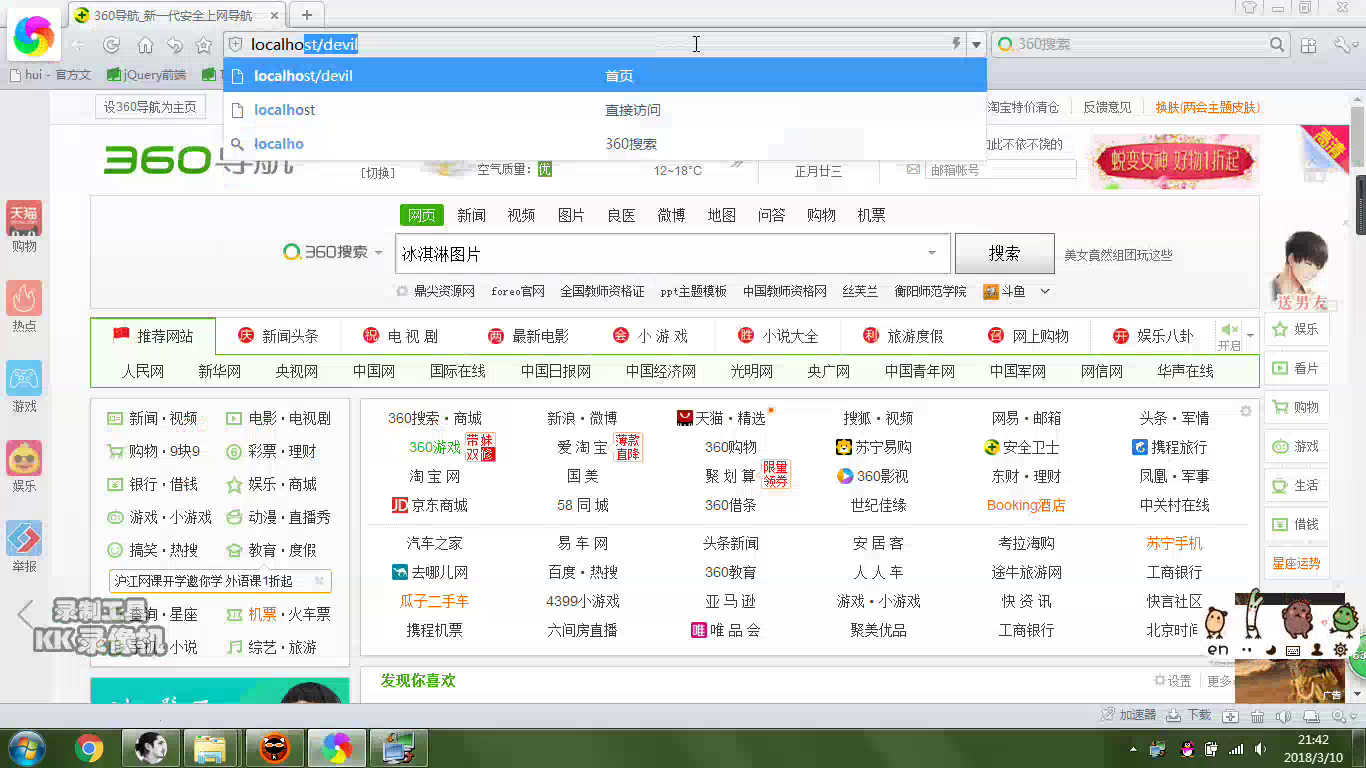 360导航_新一代安全上网导航
localhost/devil
360搜索
hui - 官方文
jQuery前端
localhost/devil 首页
localhost 直接访问
localho 360搜索
设360导航为主页
淘宝特价清仓 反馈意见 换肤(两会主题皮肤)
360导航
[切换] 空气质量: 优 12~18°C 正月廿三 邮箱帐号
如此不依不饶的
蜕变女神 好物1折起
高清
网页 新闻 视频 图片 良医 微博 地图 问答 购物 机票
360搜索 冰淇淋图片 搜索 美女竟然组团玩这些
鼎尖资源网 foreo官网 全国教师资格证 ppt主题模板 中国教师资格网 丝芙兰 衡阳师范学院 斗鱼
天猫
购物
热点
游戏
娱乐
举报
送男友
推荐网站 庆 新闻头条 祝 电视剧 两 最新电影 会 小游戏 胜 小说大全 利 旅游度假 召 网上购物 开 娱乐八卦 开启
人民网 新华网 央视网 中国网 国际在线 中国日报网 中国经济网 光明网 央广网 中国青年网 中国军网 网信网 华声在线
新闻·视频 电影·电视剧
购物·9块9 彩票·理财
银行·借钱 娱乐·商城
游戏·小游戏 动漫·直播秀
搞笑·热搜 教育·度假
沪江网课开学邀你学 外语课1折起
查询·星座 机票·火车票
手机·小说 综艺·旅游
360搜索·商城 新浪·微博 天猫·精选 搜狐·视频 网易·邮箱 头条·军情
360游戏 带妹双修 爱淘宝 薄款直降 360购物 苏宁易购 安全卫士 携程旅行
淘宝网 国美 聚划算 限量领券 360影视 东财·理财 凤凰·军事
JD 京东商城 58同城 360借条 世纪佳缘 Booking酒店 中关村在线
汽车之家 易车网 头条新闻 安居客 考拉海购 苏宁手机
去哪儿网 百度·热搜 360教育 人人车 途牛旅游网 工商银行
瓜子二手车 4399小游戏 亚马逊 游戏·小游戏 快资讯 快言社区
携程机票 六间房直播 唯 唯品会 聚美优品 工商银行 北京时间
娱乐
看片
购物
游戏
生活
借钱
星座运势
录制工具
KK录像机
发现你喜欢 设置 更多
en
广告
加速器 下载
21:42
2018/3/10